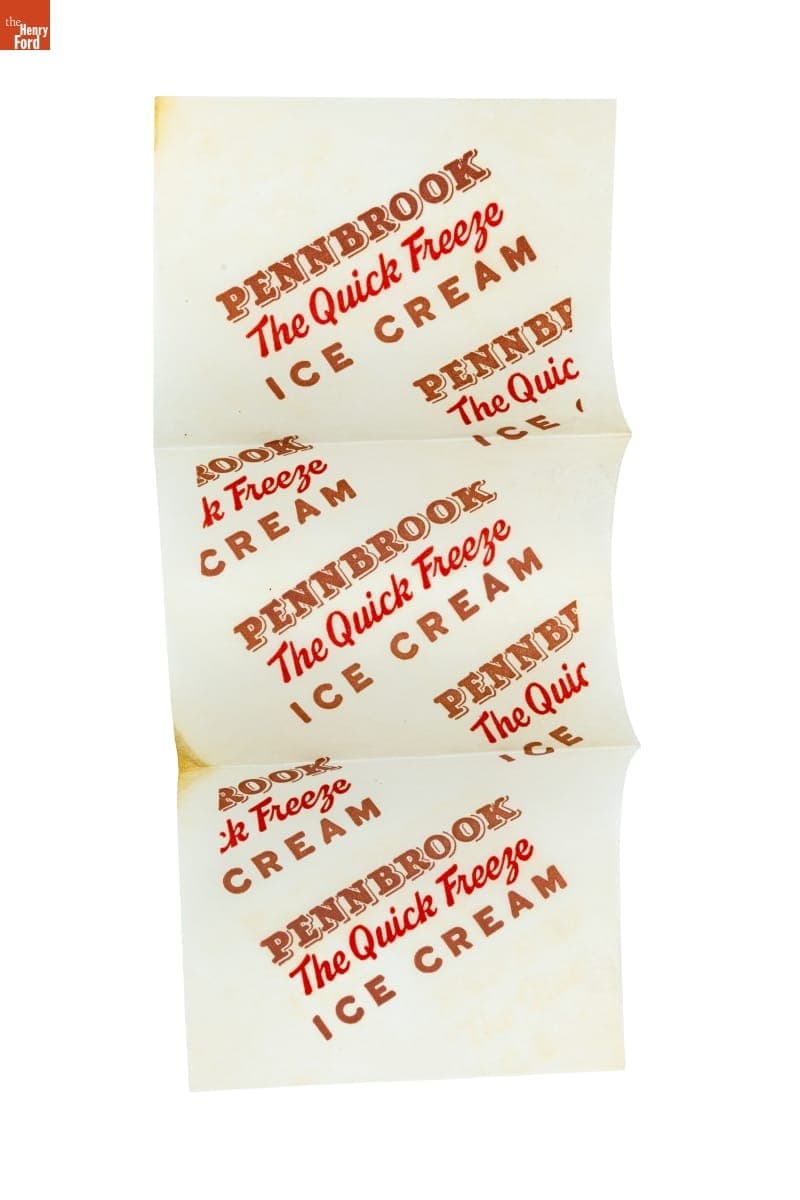 the
Henry
Ford
PENNBROOK
The Quick Freeze
ICE CREAM
PENNBR
The Quic
ICE
ROOK
k Freeze
CREAM
PENNBROOK
The Quick Freeze
ICE CREAM
PENNBR
The Quic
ICE
ROOK
ck Freeze
CREAM
PENNBROOK
The Quick Freeze
ICE CREAM